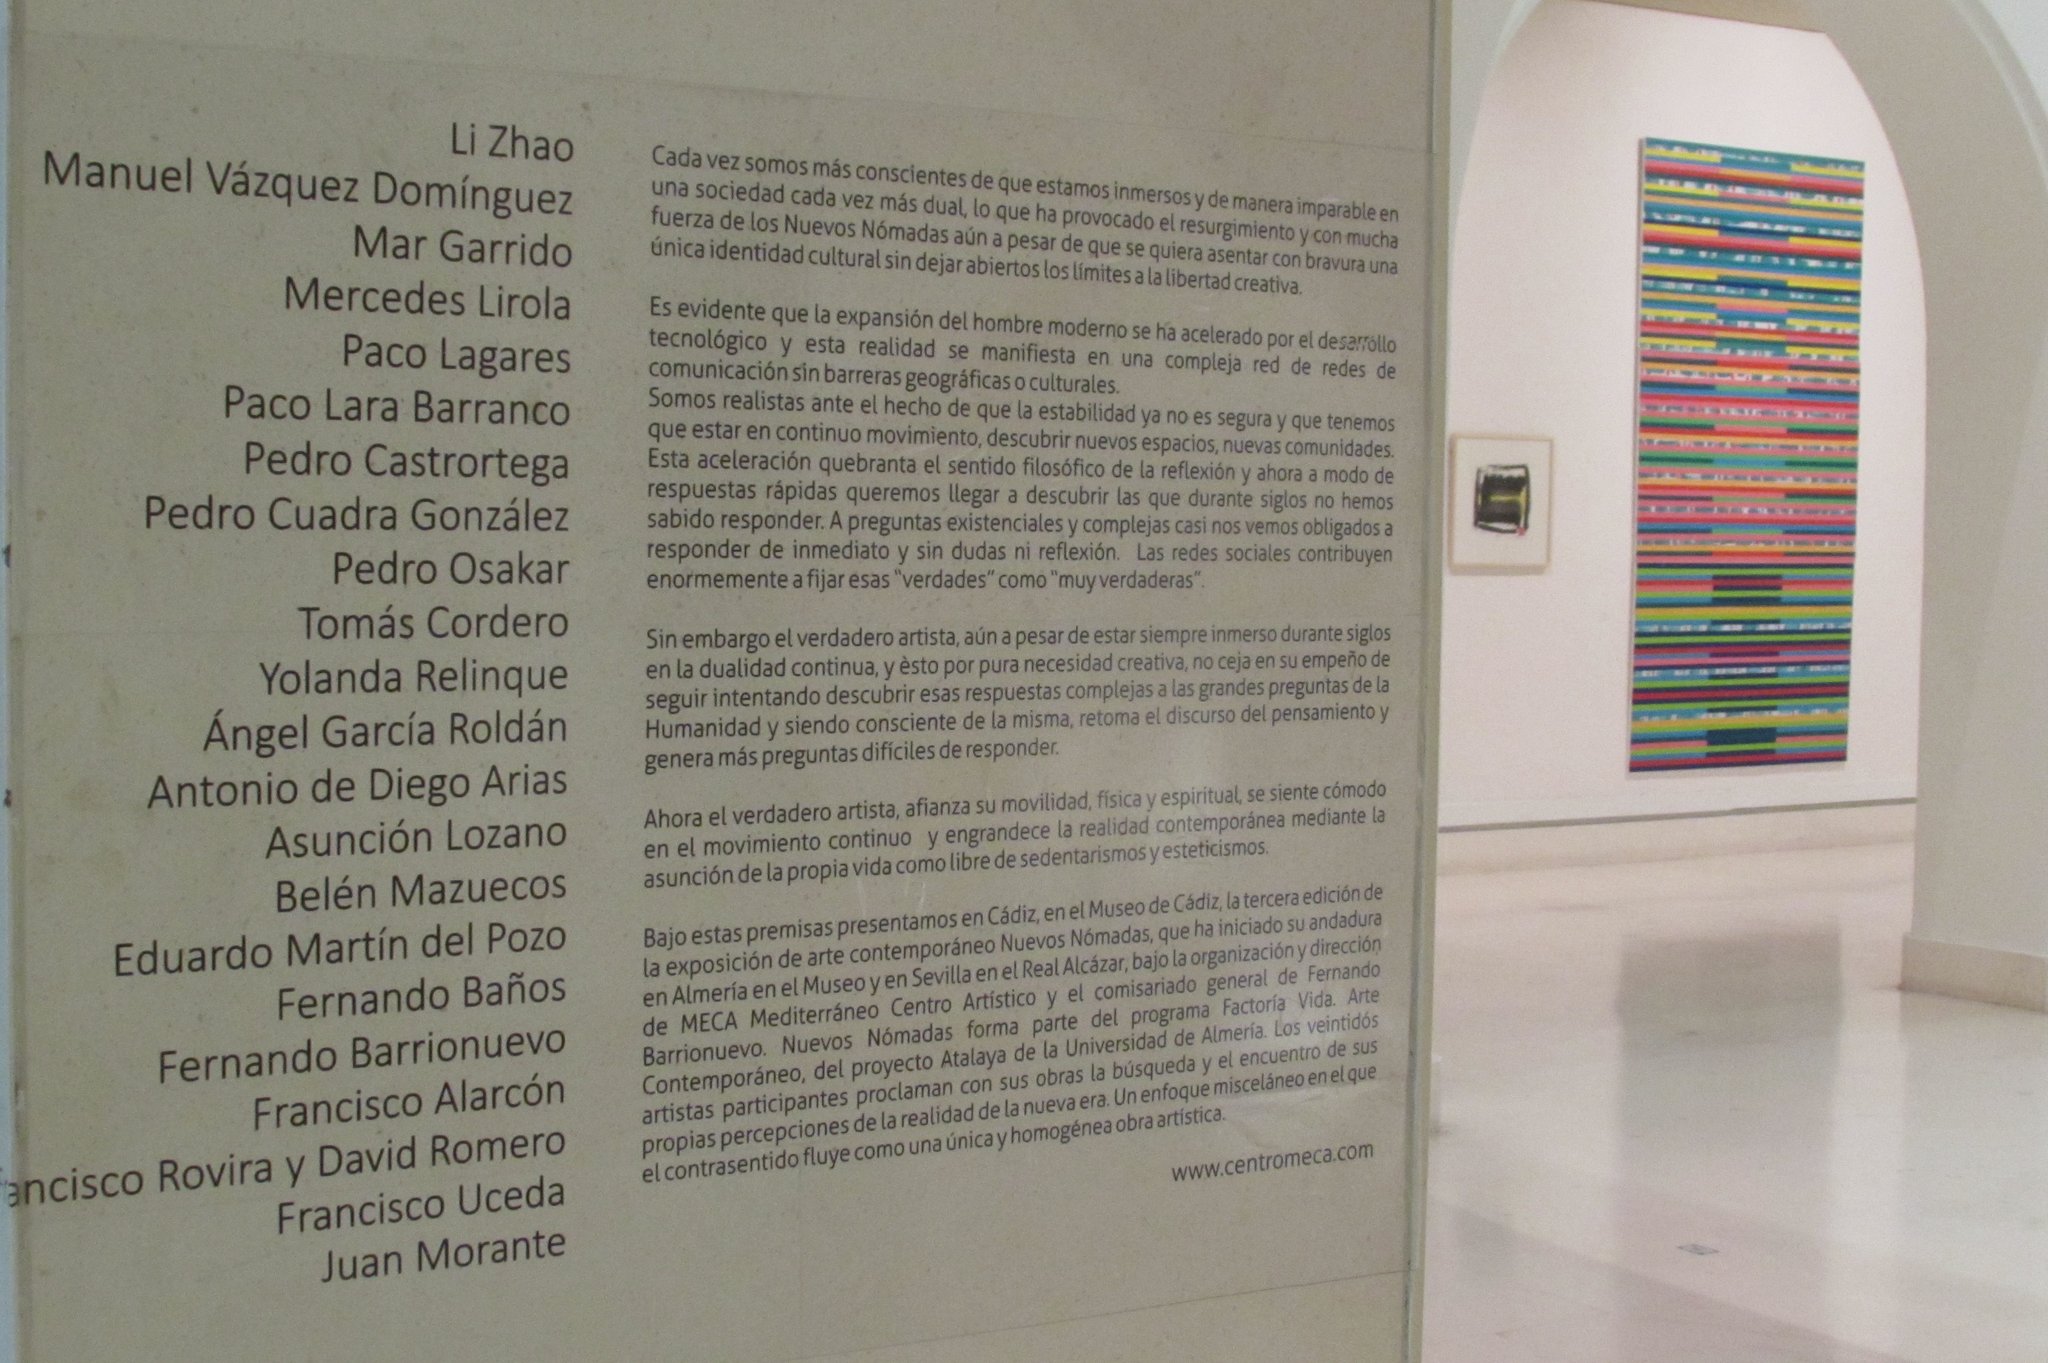 Li Zhao
Manuel Vázquez Domínguez
Mar Garrido
Mercedes Lirola
Paco Lagares
Paco Lara Barranco
Pedro Castrortega
Pedro Cuadra González
Pedro Osakar
Tomás Cordero
Yolanda Relinque
Ángel García Roldán
Antonio de Diego Arias
Asunción Lozano
Belén Mazuecos
Eduardo Martín del Pozo
Fernando Baños
Fernando Barrionuevo
Francisco Alarcón
ancisco Rovira y David Romero
Francisco Uceda
Juan Morante
Cada vez somos más conscientes de que estamos inmersos y de manera imparable en
una sociedad cada vez más dual, lo que ha provocado el resurgimiento y con mucha
fuerza de los Nuevos Nómadas aún a pesar de que se quiera asentar con bravura una
única identidad cultural sin dejar abiertos los límites a la libertad creativa.
Es evidente que la expansión del hombre moderno se ha acelerado por el desarrollo
tecnológico y esta realidad se manifiesta en una compleja red de redes de
comunicación sin barreras geográficas o culturales.
Somos realistas ante el hecho de que la estabilidad ya no es segura y que tenemos
que estar en continuo movimiento, descubrir nuevos espacios, nuevas comunidades.
Esta aceleración quebranta el sentido filosófico de la reflexión y ahora a modo de
respuestas rápidas queremos llegar a descubrir las que durante siglos no hemos
sabido responder. A preguntas existenciales y complejas casi nos vemos obligados a
responder de inmediato y sin dudas ni reflexión. Las redes sociales contribuyen
enormemente a fijar esas "verdades" como "muy verdaderas".
Sin embargo el verdadero artista, aún a pesar de estar siempre inmerso durante siglos
en la dualidad continua, y èsto por pura necesidad creativa, no ceja en su empeño de
seguir intentando descubrir esas respuestas complejas a las grandes preguntas de la
Humanidad y siendo consciente de la misma, retoma el discurso del pensamiento y
genera más preguntas difíciles de responder.
Ahora el verdadero artista, afianza su movilidad, física y espiritual, se siente cómodo
en el movimiento continuo y engrandece la realidad contemporánea mediante la
asunción de la propia vida como libre de sedentarismos y esteticismos.
Bajo estas premisas presentamos en Cádiz, en el Museo de Cádiz, la tercera edición de
la exposición de arte contemporáneo Nuevos Nómadas, que ha iniciado su andadura
en Almería en el Museo y en Sevilla en el Real Alcázar, bajo la organización y dirección
de MECA Mediterráneo Centro Artístico y el comisariado general de Fernando
Barrionuevo. Nuevos Nómadas forma parte del programa Factoría Vida. Arte
Contemporáneo, del proyecto Atalaya de la Universidad de Almería. Los veintidós
artistas participantes proclaman con sus obras la búsqueda y el encuentro de sus
propias percepciones de la realidad de la nueva era. Un enfoque misceláneo en el que
el contrasentido fluye como una única y homogénea obra artística.
www.centromeca.com